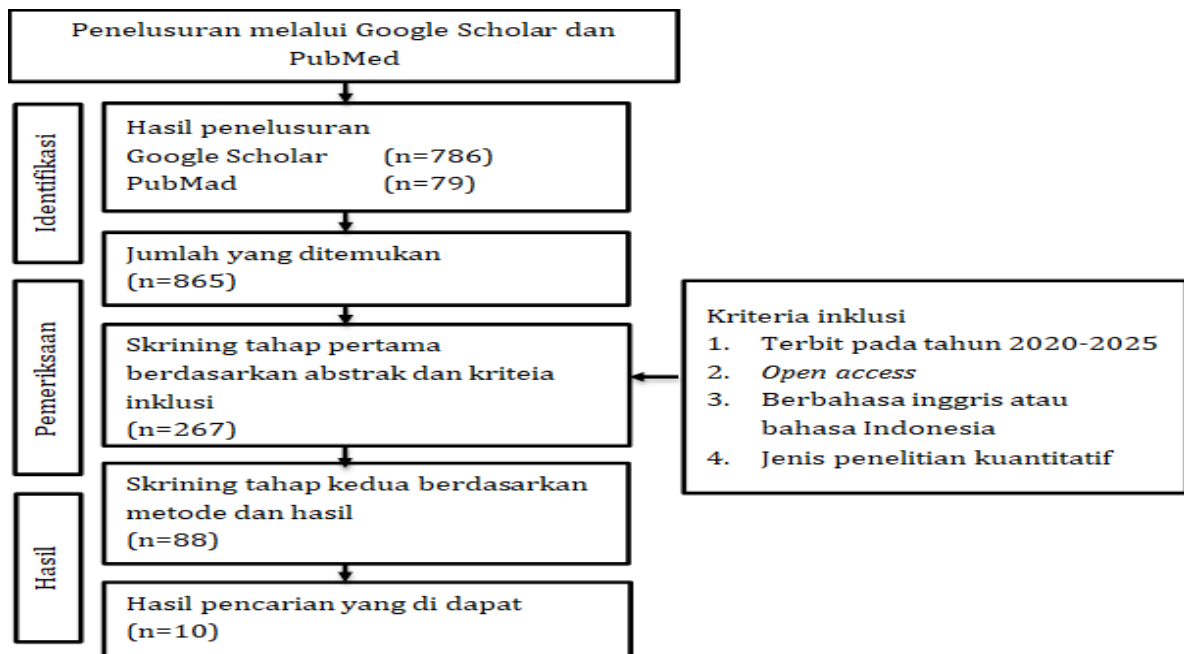 Penelusuran melalui Google Scholar dan
PubMed
Identifikasi
Hasil penelusuran
Google Scholar (n=786)
PubMad (n=79)
Jumlah yang ditemukan
(n=865)
Pemeriksaan
Skrining tahap pertama
berdasarkan abstrak dan kriteia
inklusi
(n=267)
Kriteria inklusi
1. Terbit pada tahun 2020-2025
2. Open access
3. Berbahasa inggris atau
bahasa Indonesia
4. Jenis penelitian kuantitatif
Hasil
Skrining tahap kedua berdasarkan
metode dan hasil
(n=88)
Hasil pencarian yang di dapat
(n=10)